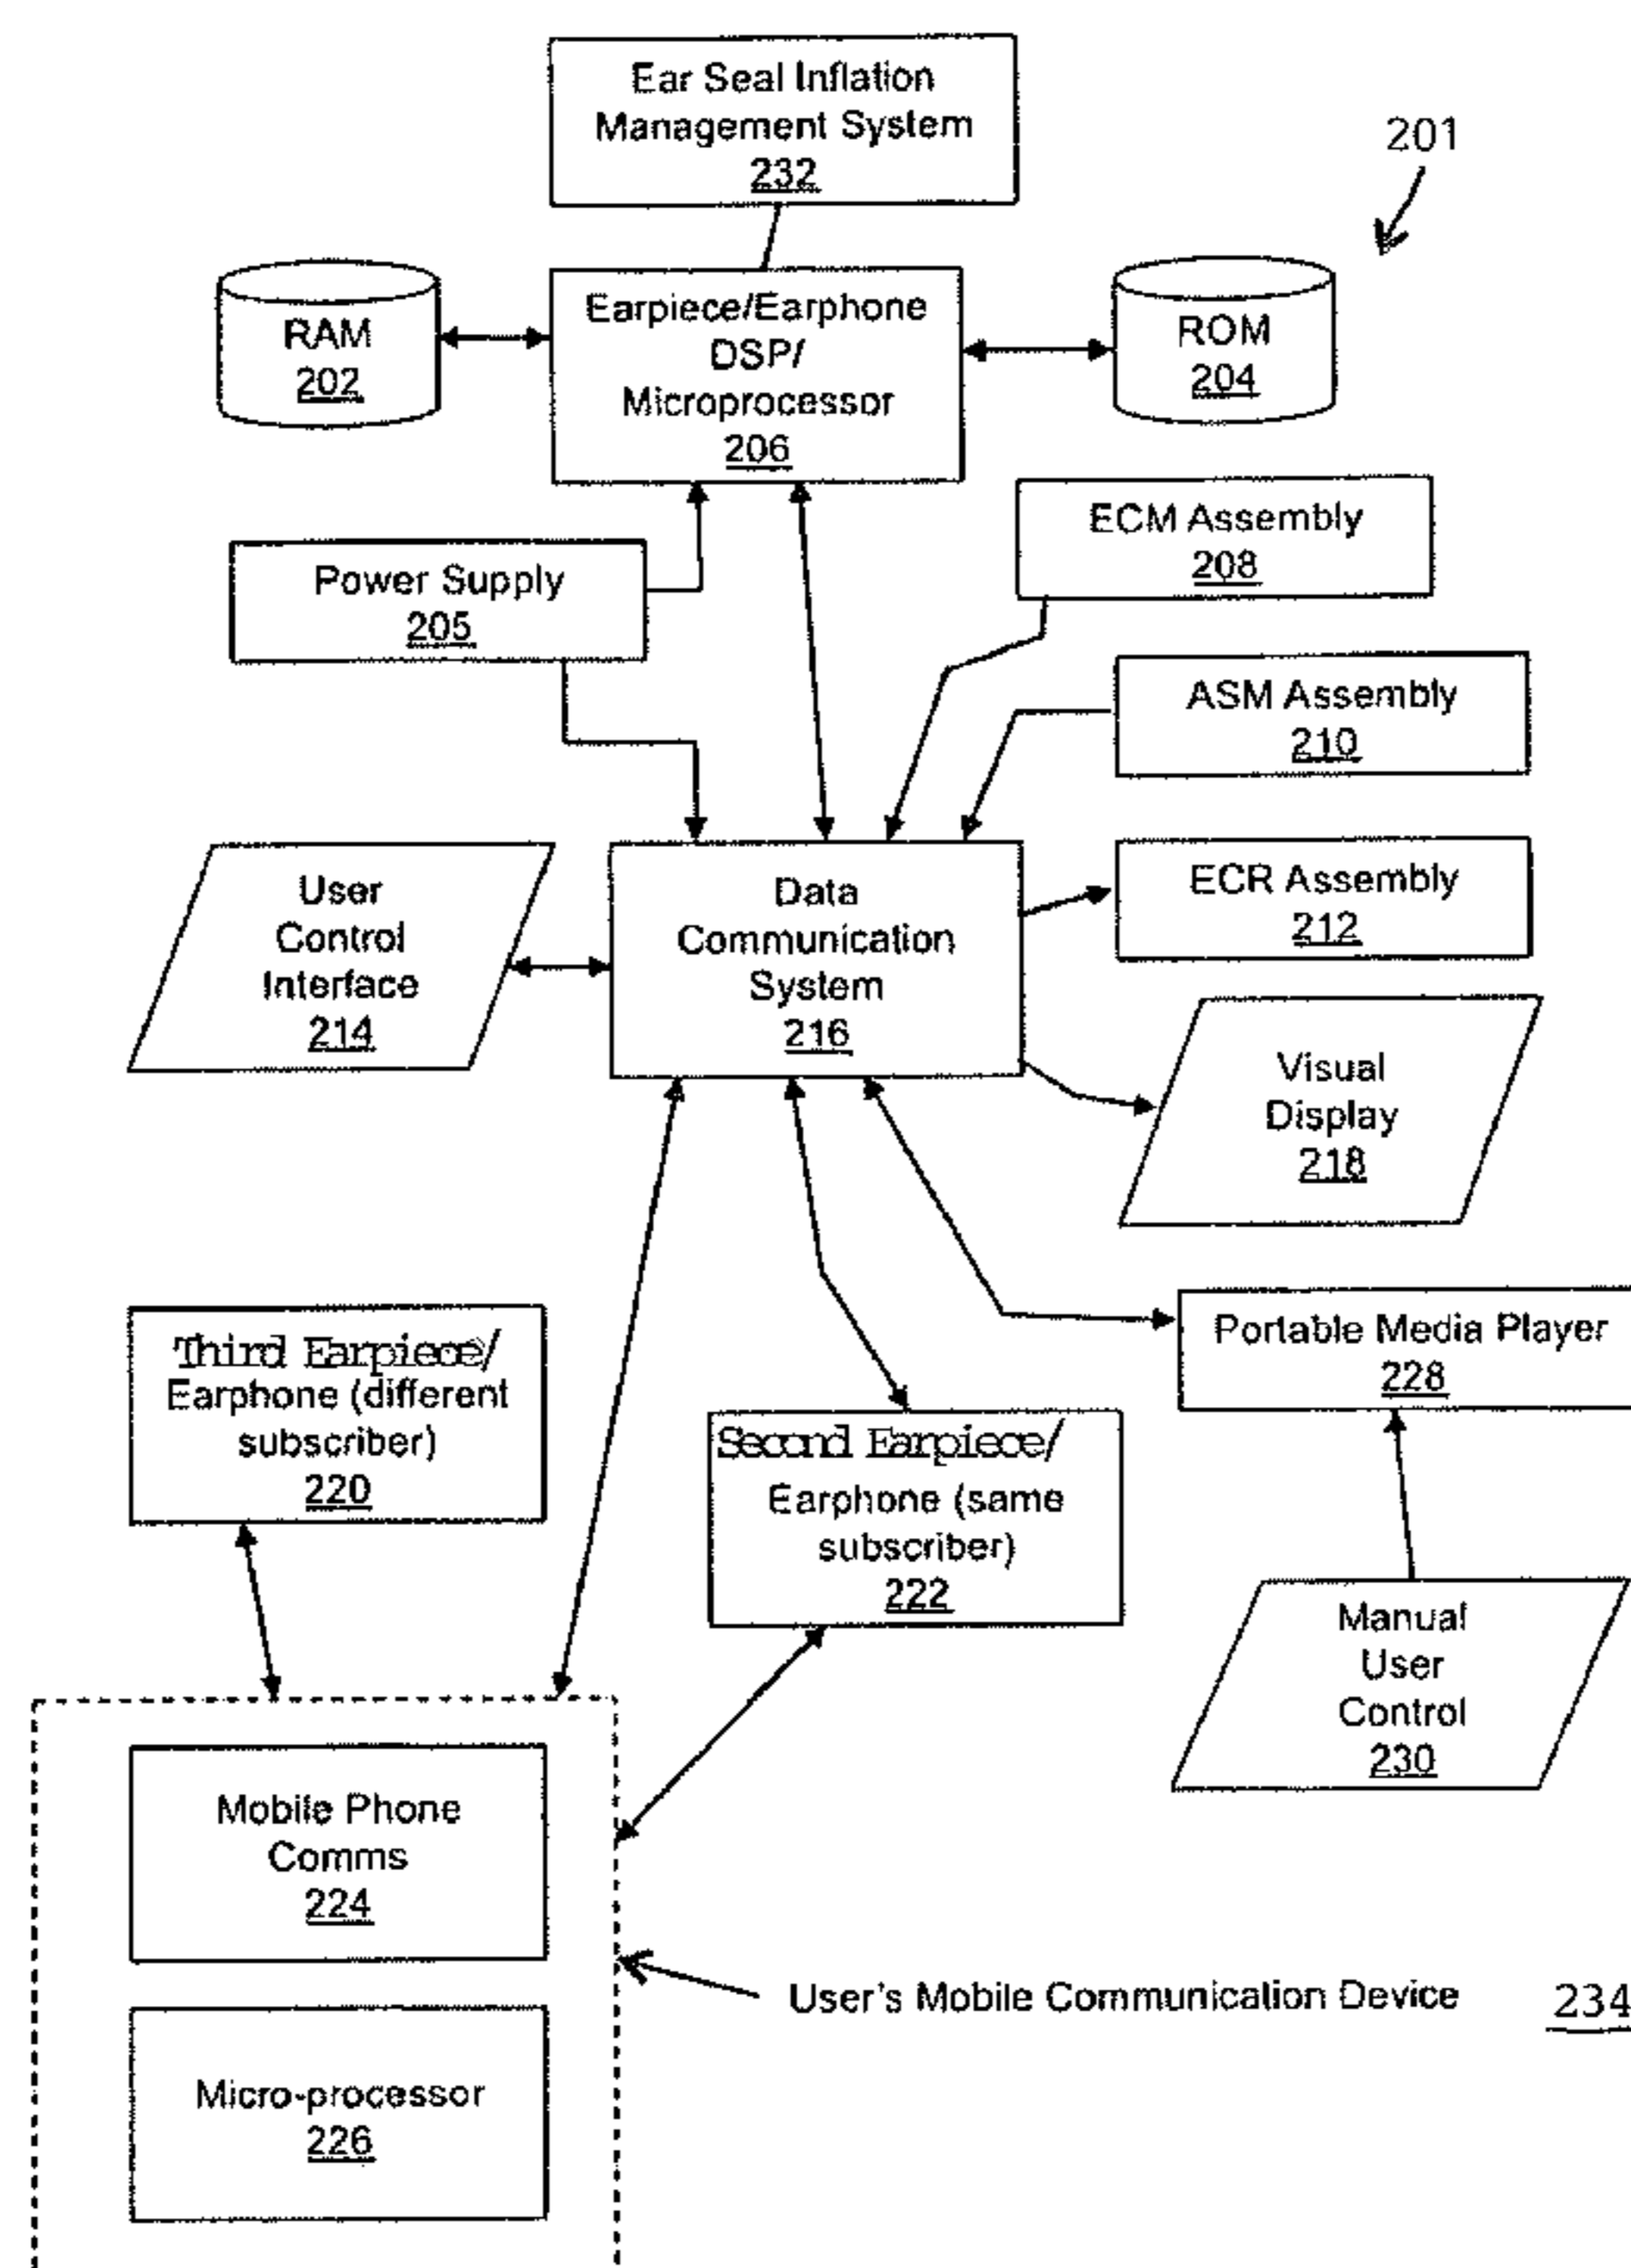 Ear Seal Inflation
Management System
232
201
RAM
202
Earpiece/Earphone
DSP/
Microprocessor
206
ROM
204
ECM Assembly
208
Power Supply
205
ASM Assembly
210
User
Control
Interface
214
Data
Communication
System
216
ECR Assembly
212
Visual
Display
218
Third Earpiece/
Earphone (different
subscriber)
220
Second Earpiece/
Earphone (same
subscriber)
222
Portable Media Player
228
Manual
User
Control
230
Mobile Phone
Comms
224
User's Mobile Communication Device 234
Micro-processor
226